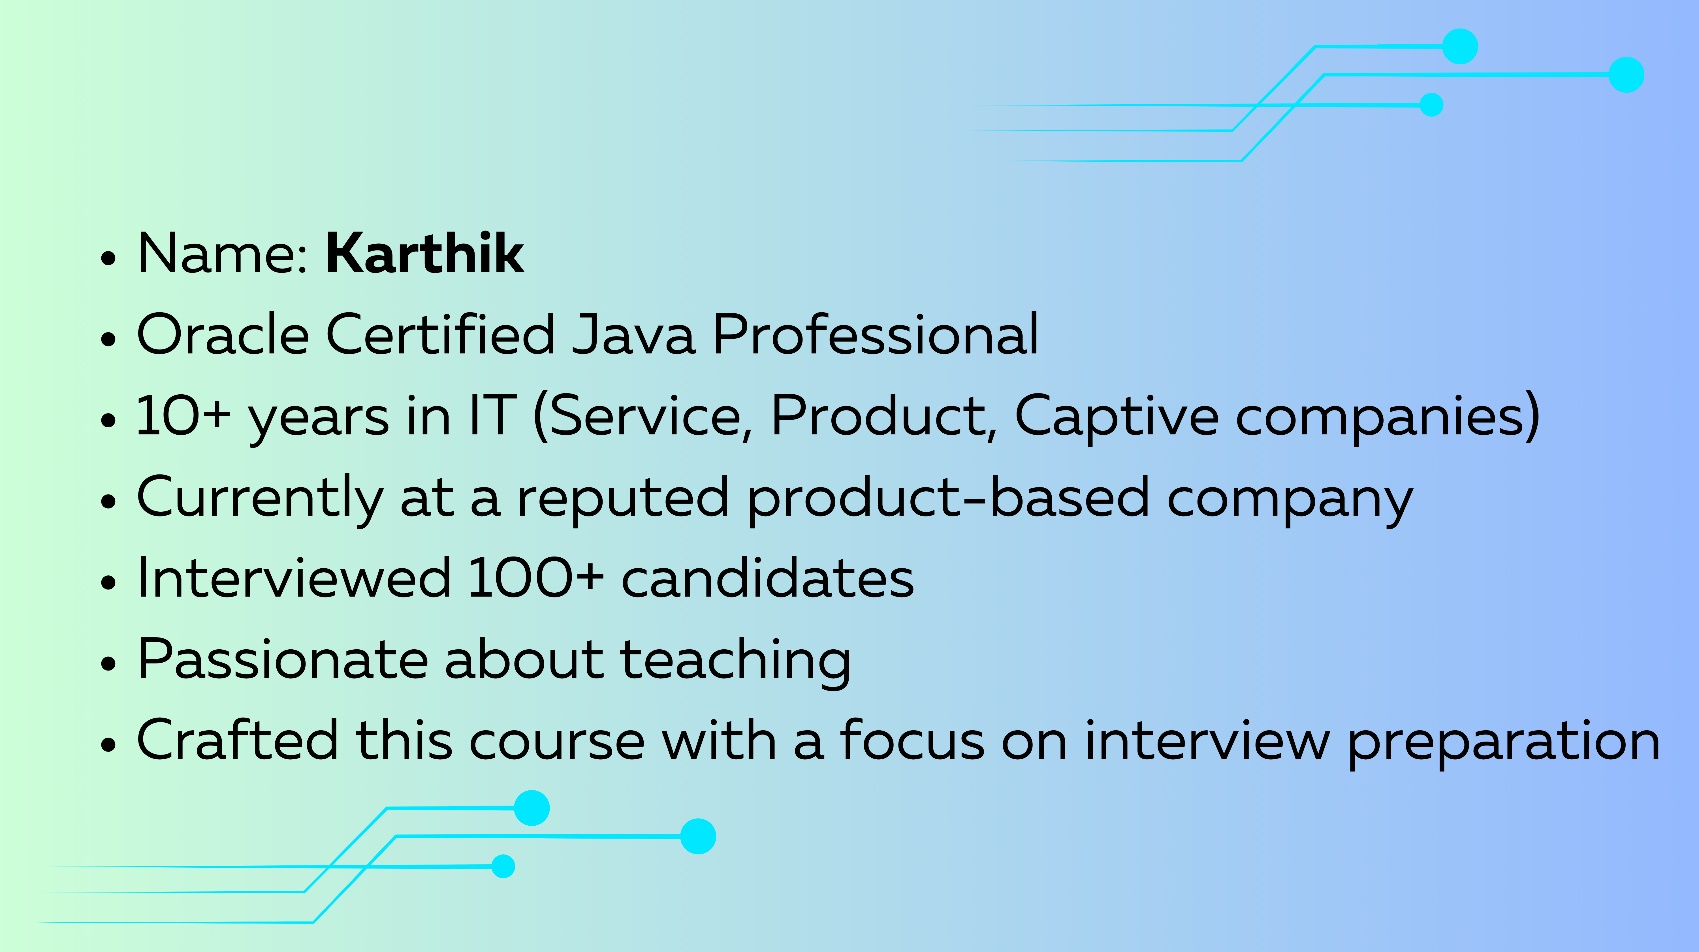 • Name: Karthik
• Oracle Certified Java Professional
• 10+ years in IT (Service, Product, Captive companies)
• Currently at a reputed product-based company
• Interviewed 100+ candidates
• Passionate about teaching
• Crafted this course with a focus on interview preparation